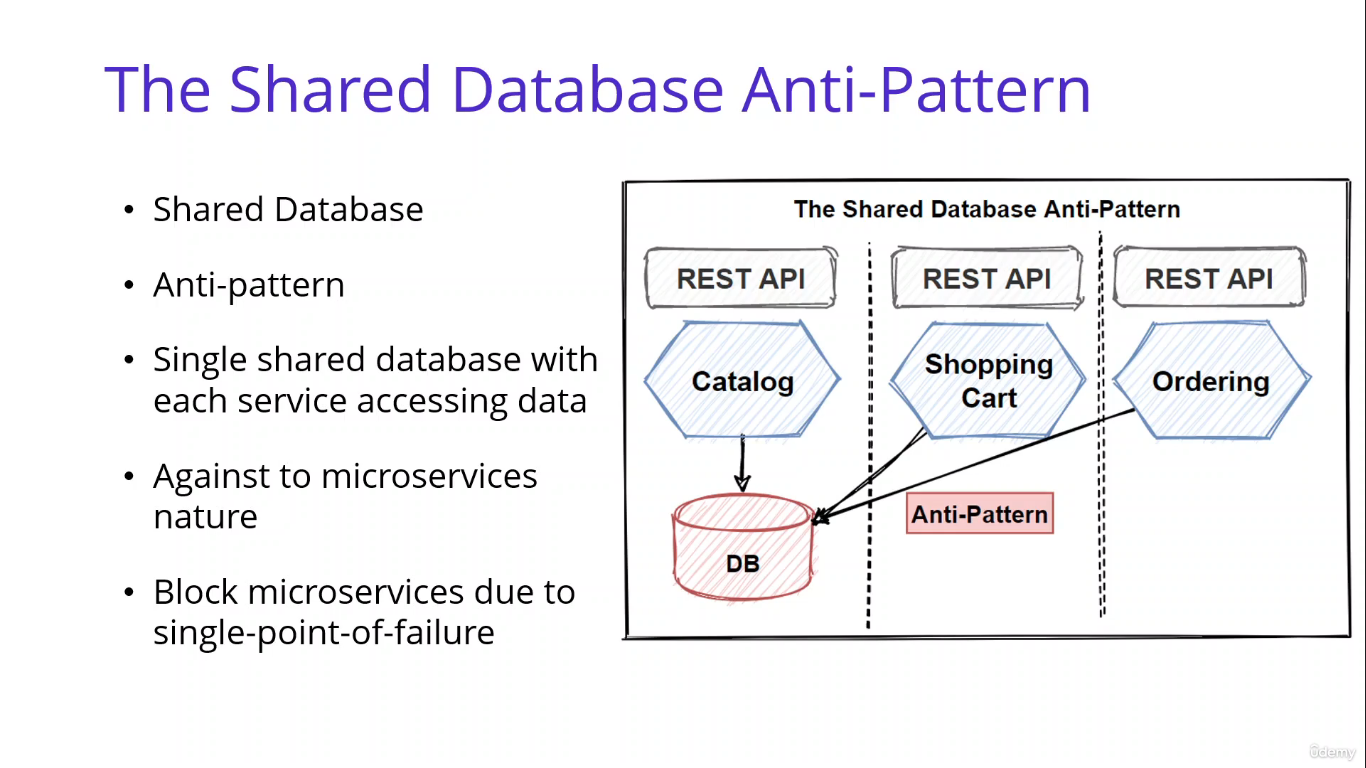 The Shared Database Anti-Pattern
• Shared Database
• Anti-pattern
• Single shared database with
each service accessing data
• Against to microservices
nature
• Block microservices due to
single-point-of-failure
The Shared Database Anti-Pattern
REST API
REST API
REST API
Catalog
Shopping
Cart
Ordering
Anti-Pattern
DB
ûdemy